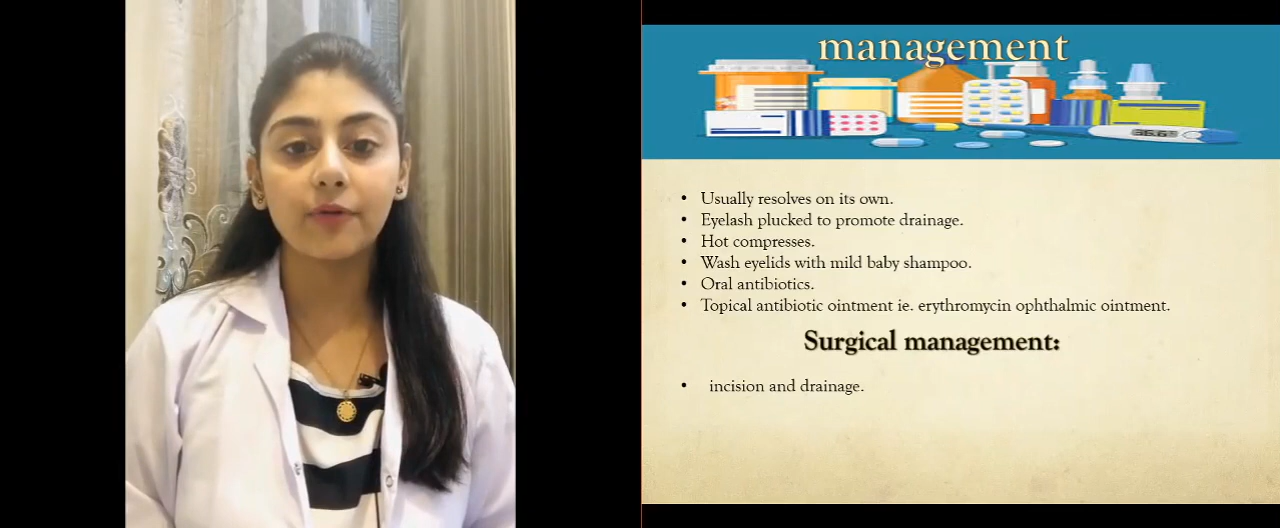 management
• Usually resolves on its own.
• Eyelash plucked to promote drainage.
• Hot compresses.
• Wash eyelids with mild baby shampoo.
• Oral antibiotics.
• Topical antibiotic ointment ie. erythromycin ophthalmic ointment.
Surgical management:
• incision and drainage.